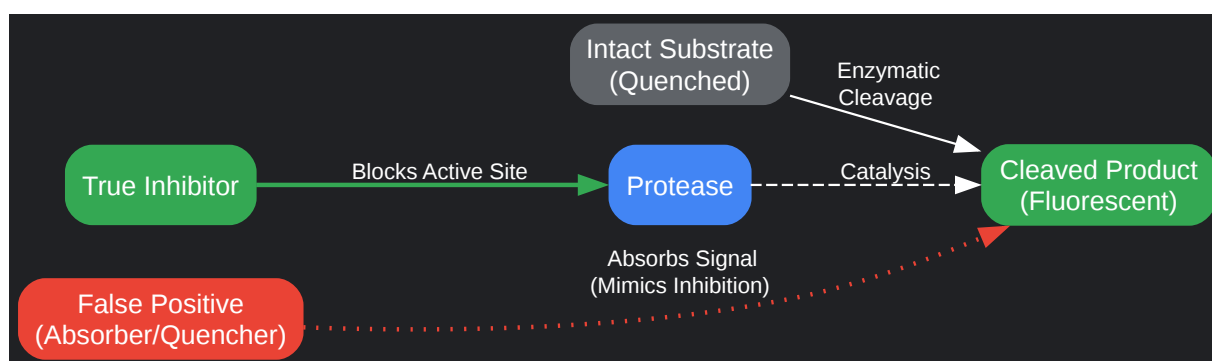 Intact Substrate
(Quenched)
Enzymatic
Cleavage
True Inhibitor
Blocks Active Site
Protease
Catalysis
Cleaved Product
(Fluorescent)
Absorbs Signal
(Mimics Inhibition)
False Positive
(Absorber/Quencher)